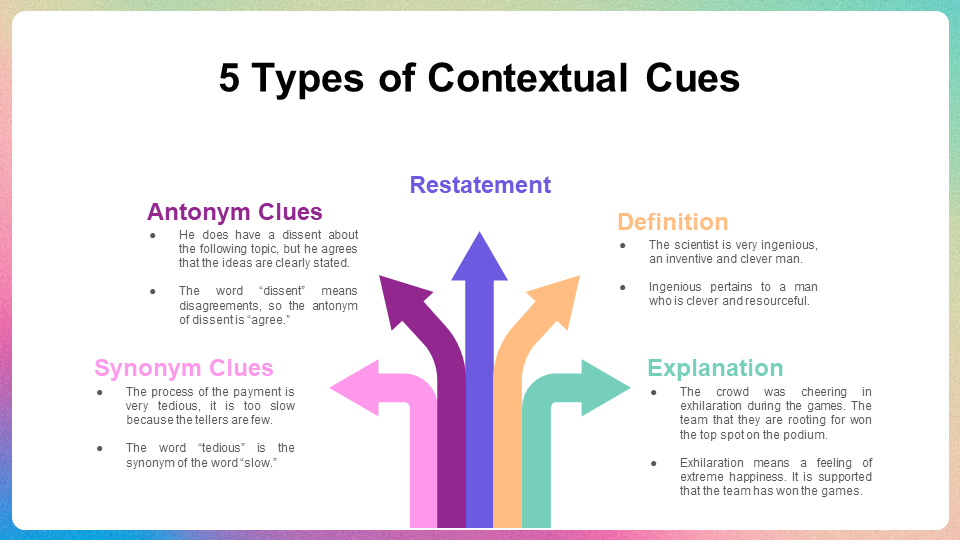 5 Types of Contextual Cues
Restatement
Antonym Clues
● He does have a dissent about
the following topic, but he agrees
that the ideas are clearly stated.
● The word “dissent” means
disagreements, so the antonym
of dissent is “agree.”
Definition
● The scientist is very ingenious,
an inventive and clever man.
● Ingenious pertains to a man
who is clever and resourceful.
Synonym Clues
● The process of the payment is
very tedious, it is too slow
because the tellers are few.
● The word “tedious” is the
synonym of the word “slow.”
Explanation
● The crowd was cheering in
exhilaration during the games. The
team that they are rooting for won
the top spot on the podium.
● Exhilaration means a feeling of
extreme happiness. It is supported
that the team has won the games.